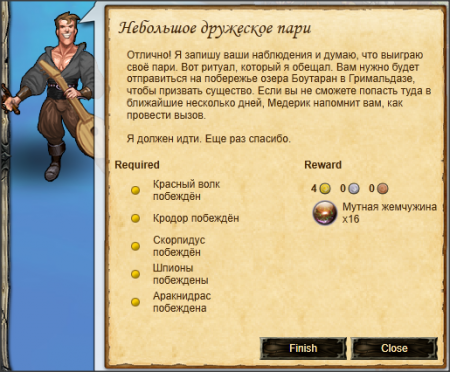 Небольшое дружеское пари
Отлично! Я запишу ваши наблюдения и думаю, что выиграю
своё пари. Вот ритуал, который я обещал. Вам нужно будет
отправиться на побережье озера Боутаран в Гримальдазе,
чтобы призвать существо. Если вы не сможете попасть туда в
ближайшие несколько дней, Медерик напомнит вам, как
провести вызов.
Я должен идти. Еще раз спасибо.
Required
Красный волк
побеждён
Кродор побеждён
Скорпидус
побеждён
Шпионы
побеждены
Аракнидрас
побеждена
Reward
4 0 0
Мутная жемчужина
x16
Finish Close